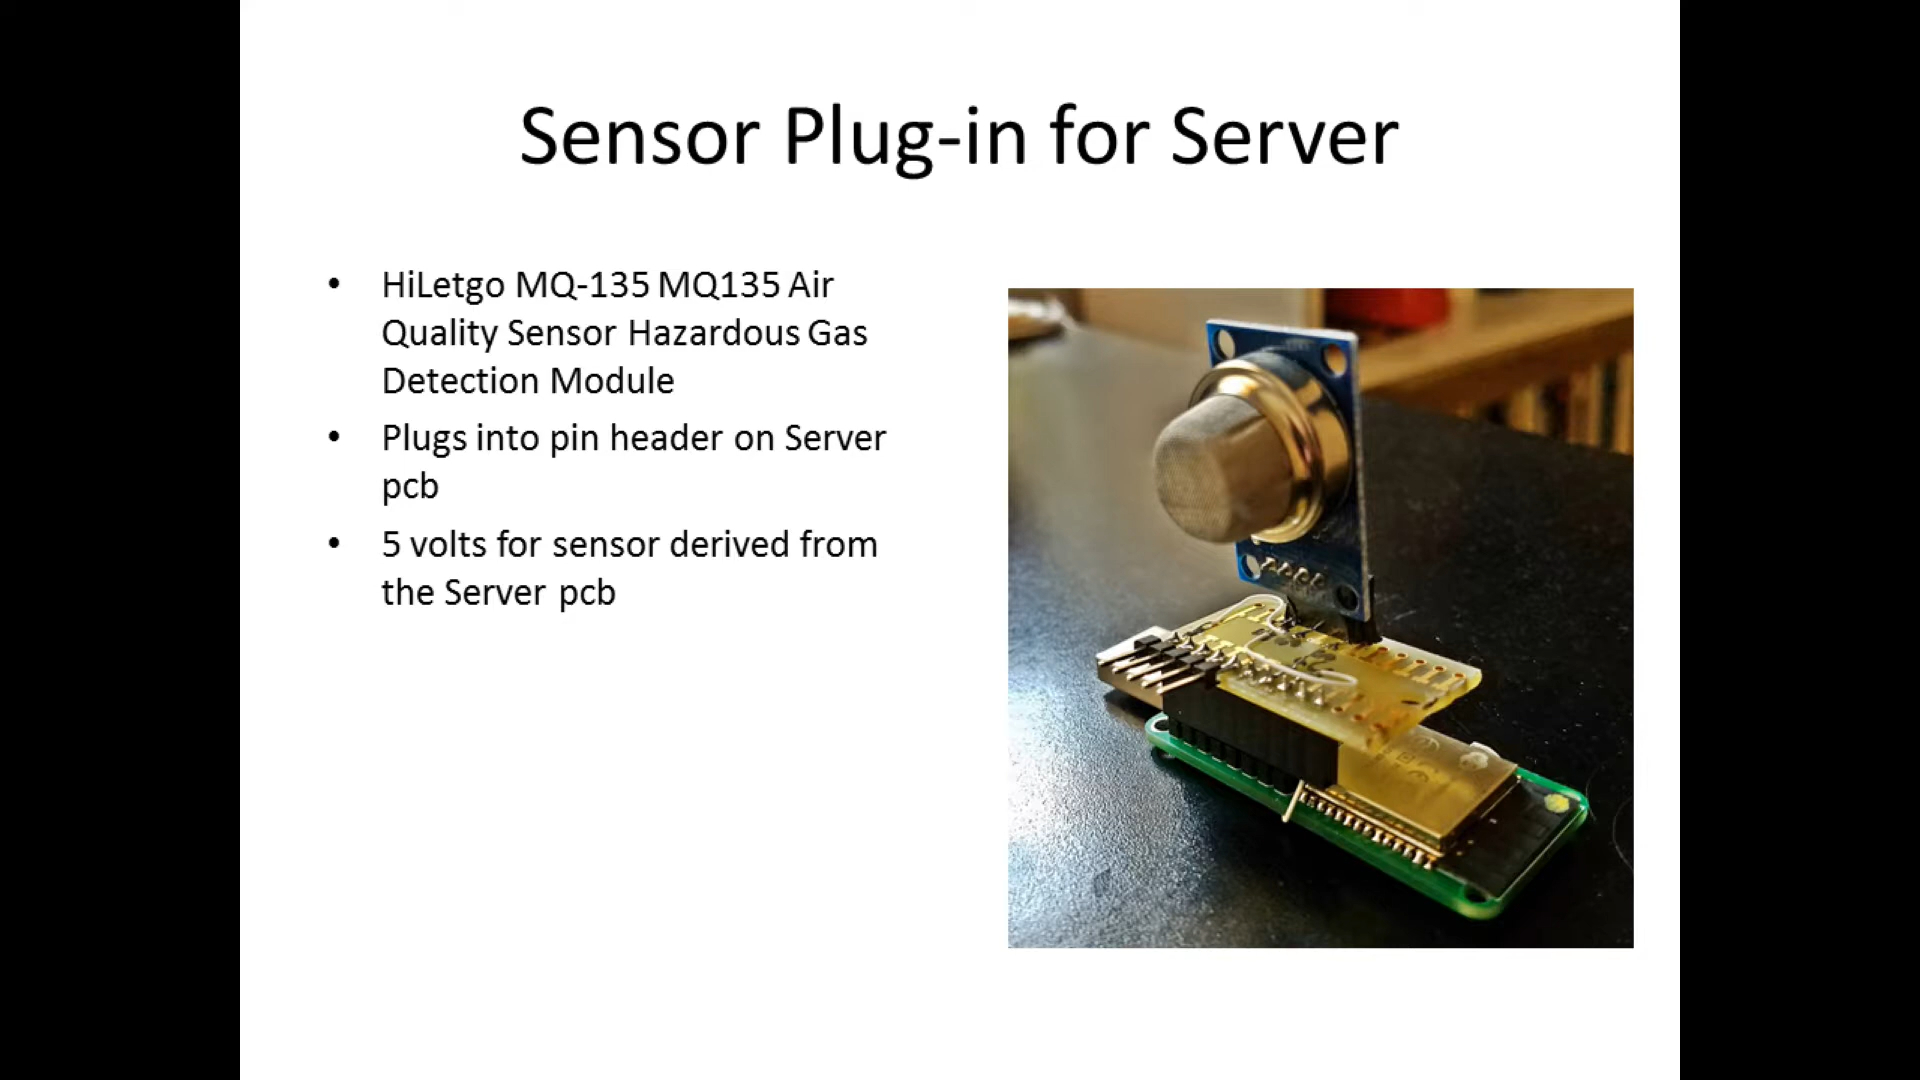 Sensor Plug-in for Server
• HiLetgo MQ-135 MQ135 Air
Quality Sensor Hazardous Gas
Detection Module
• Plugs into pin header on Server
pcb
• 5 volts for sensor derived from
the Server pcb